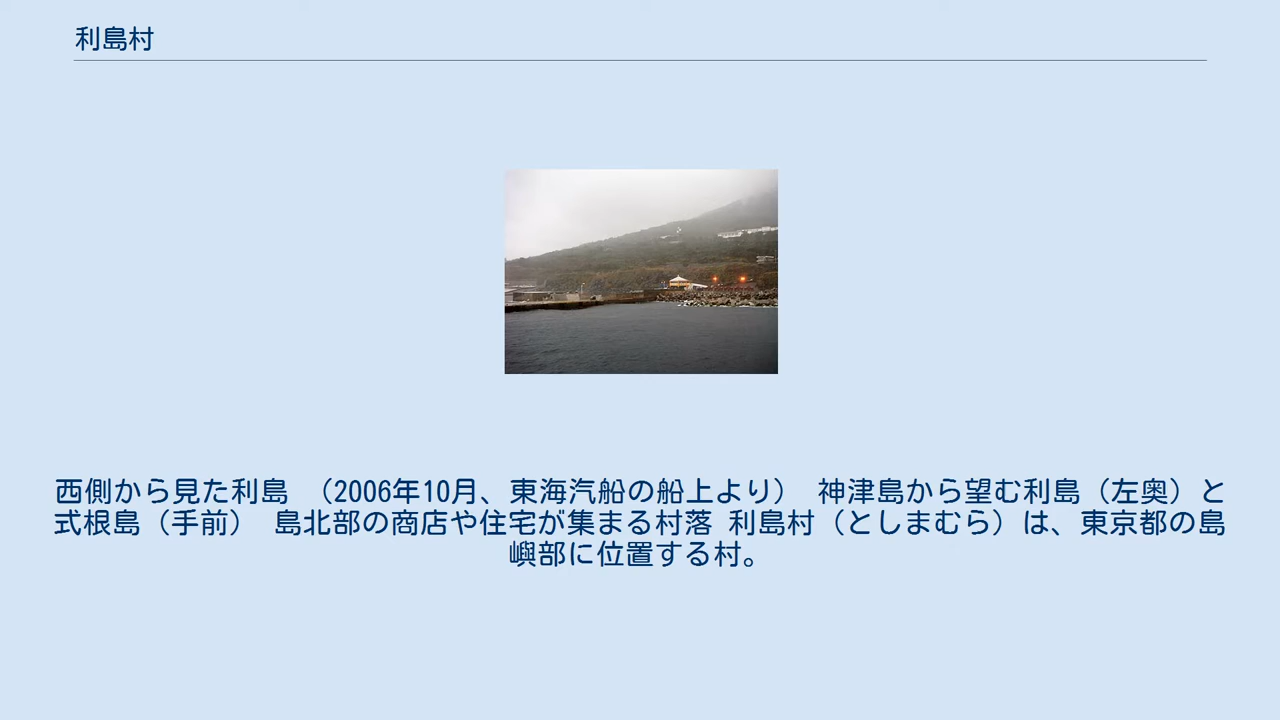 利島村
西側から見た利島 （2006年10月、東海汽船の船上より） 神津島から望む利島（左奥）と
式根島（手前） 島北部の商店や住宅が集まる村落 利島村（としまむら）は、東京都の島
嶼部に位置する村。